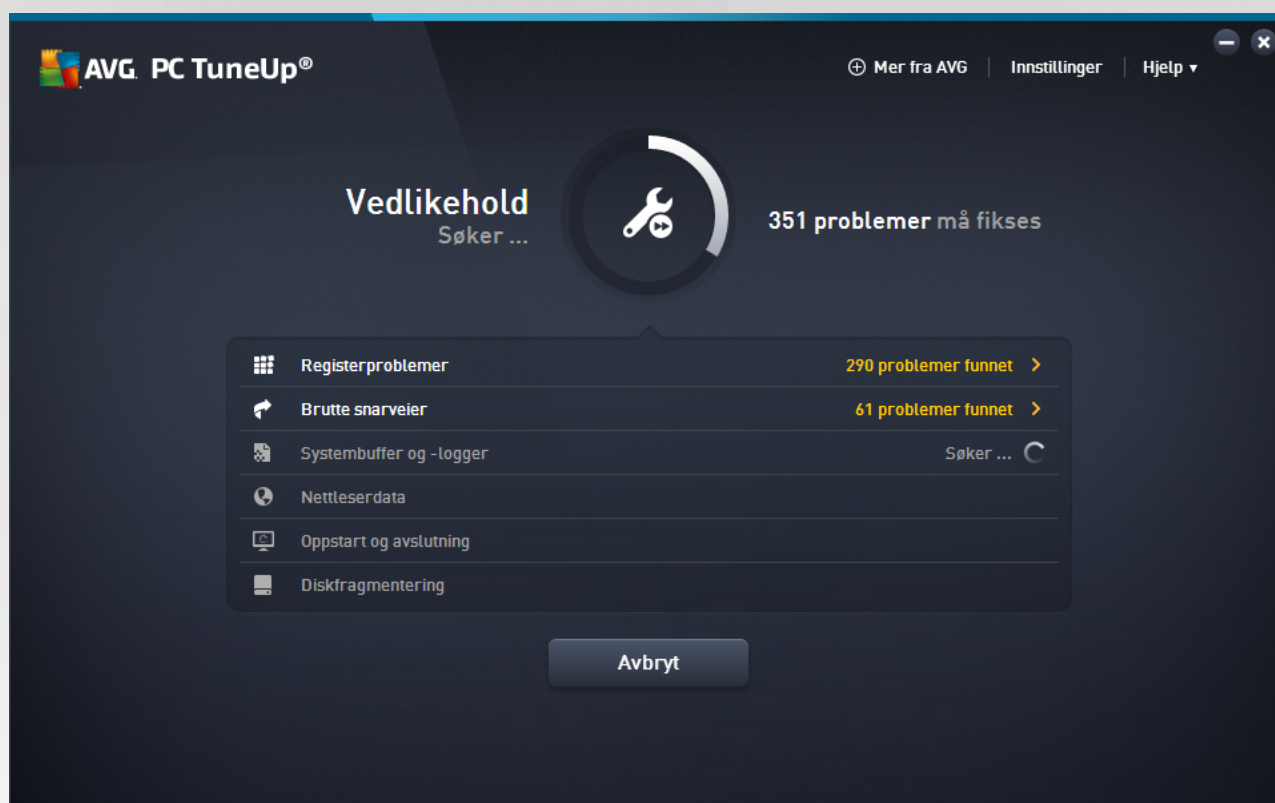 AVG. PC TuneUp®
Mer fra AVG
Innstillinger
Hjelp
Vedlikehold
Søker ...
351 problemer må fikses
Registerproblemer 290 problemer funnet
Brutte snarveier 61 problemer funnet
Systembuffer og -logger Søker ...
Nettleserdata
Oppstart og avslutning
Diskfragmentering
Avbryt